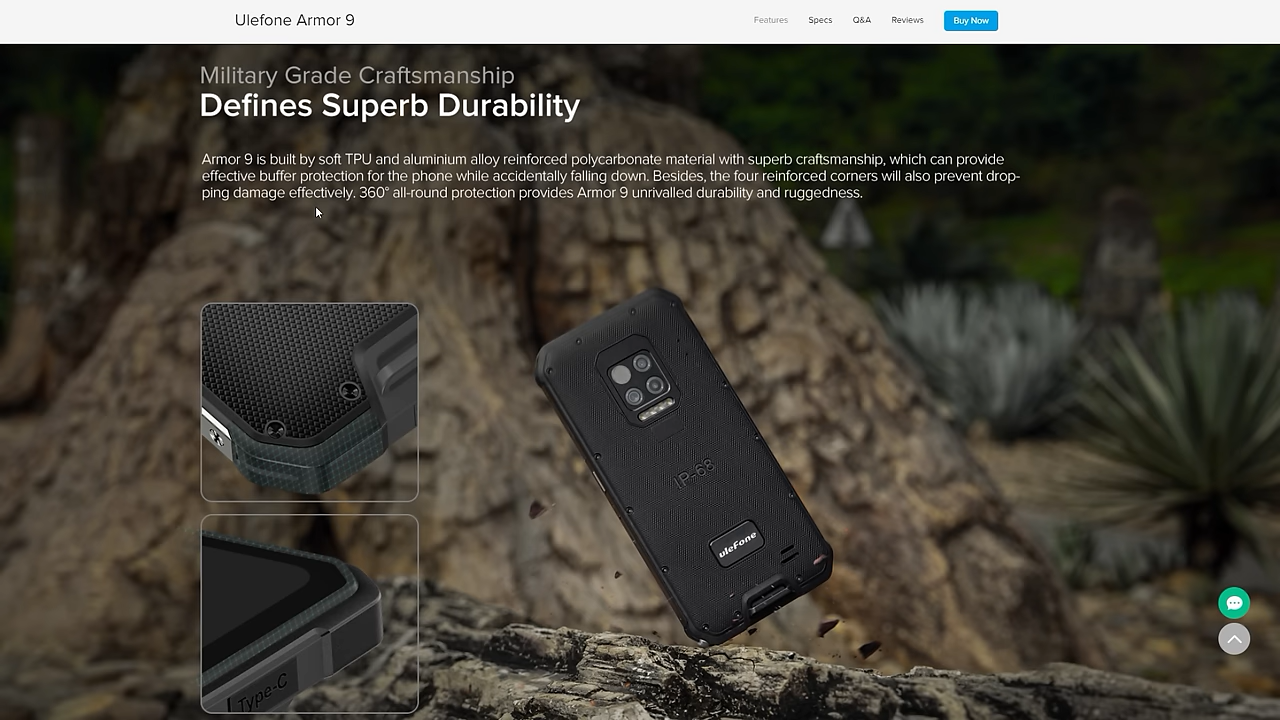 Ulefone Armor 9
Features
Specs
Q&A
Reviews
Buy Now
Military Grade Craftsmanship
Defines Superb Durability
Armor 9 is built by soft TPU and aluminium alloy reinforced polycarbonate material with superb craftsmanship, which can provide
effective buffer protection for the phone while accidentally falling down. Besides, the four reinforced corners will also prevent drop-
ping damage effectively. 360° all-round protection provides Armor 9 unrivalled durability and ruggedness.
IP-68
uleFone
Type-C